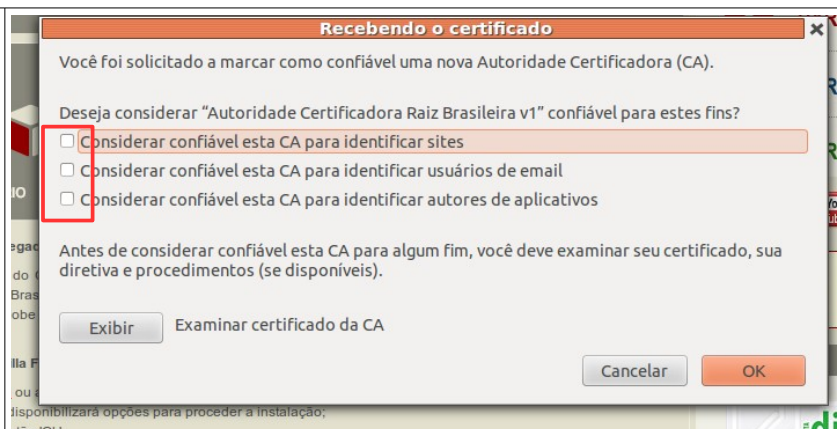 Recebendo o certificado
Você foi solicitado a marcar como confiável uma nova Autoridade Certificadora (CA).
Deseja considerar “Autoridade Certificadora Raiz Brasileira v1” confiável para estes fins?
Considerar confiável esta CA para identificar sites
Considerar confiável esta CA para identificar usuários de email
Considerar confiável esta CA para identificar autores de aplicativos
Antes de considerar confiável esta CA para algum fim, você deve examinar seu certificado, sua
diretiva e procedimentos (se disponíveis).
Exibir Examinar certificado da CA
Cancelar OK
disponibilizará opções para proceder a instalação;